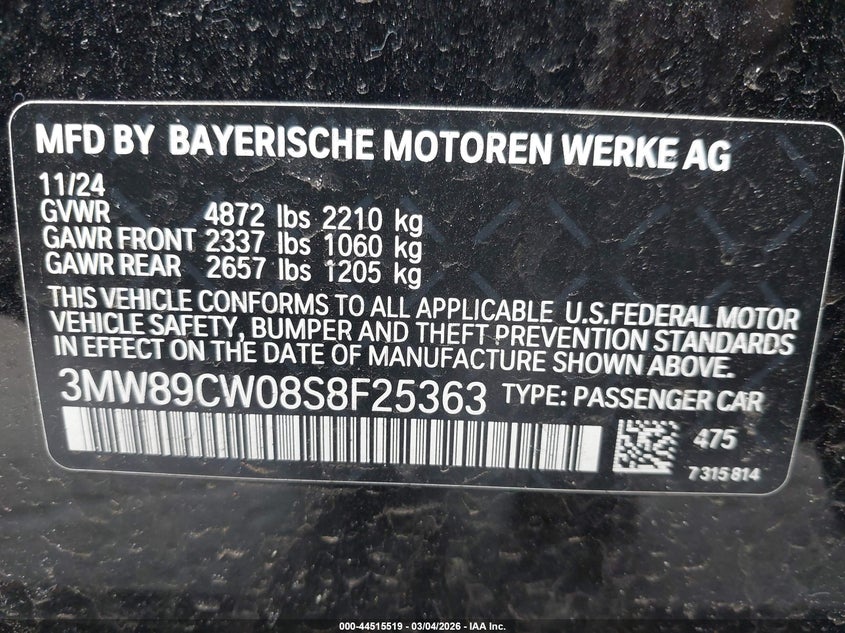 MFD BY BAYERISCHE MOTOREN WERKE AG
11/24
GVWR 4872 lbs 2210 kg
GAWR FRONT 2337 lbs 1060 kg
GAWR REAR 2657 lbs 1205 kg
THIS VEHICLE CONFORMS TO ALL APPLICABLE U.S.FEDERAL MOTOR
VEHICLE SAFETY, BUMPER AND THEFT PREVENTION STANDARDS
IN EFFECT ON THE DATE OF MANUFACTURE SHOWN ABOVE.
3MW89CW08S8F25363 TYPE: PASSENGER CAR
475
7315814
000-44515519 - 03/04/2026 - IAA Inc.